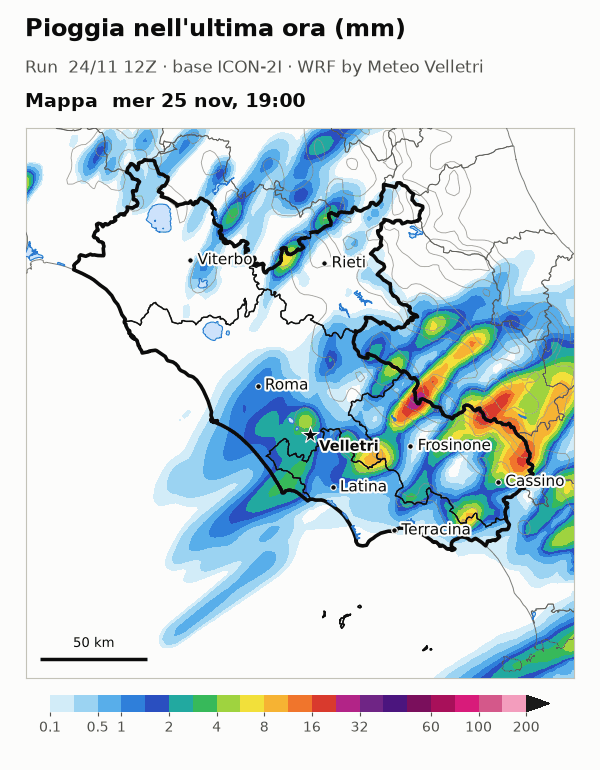 Pioggia nell'ultima ora (mm)
Run  24/11 12Z · base ICON-2I · WRF by Meteo Velletri
Mappa  mer 25 nov, 19:00
Viterbo
Rieti
Roma
Velletri
Frosinone
Latina
Cassino
Terracina
50 km
0.1 0.5 1 2 4 8 16 32 60 100 200